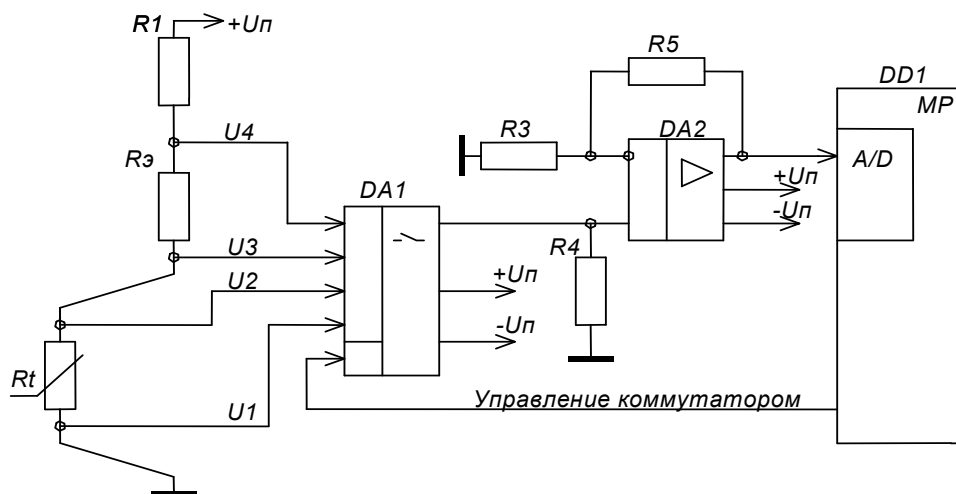 R1
+Uп
R5
DD1
MP
U4
R3
DA2
A/D
Rэ
+Uп
DA1
-Uп
U3
R4
U2
+Uп
-Uп
Rt
U1
Управление коммутатором